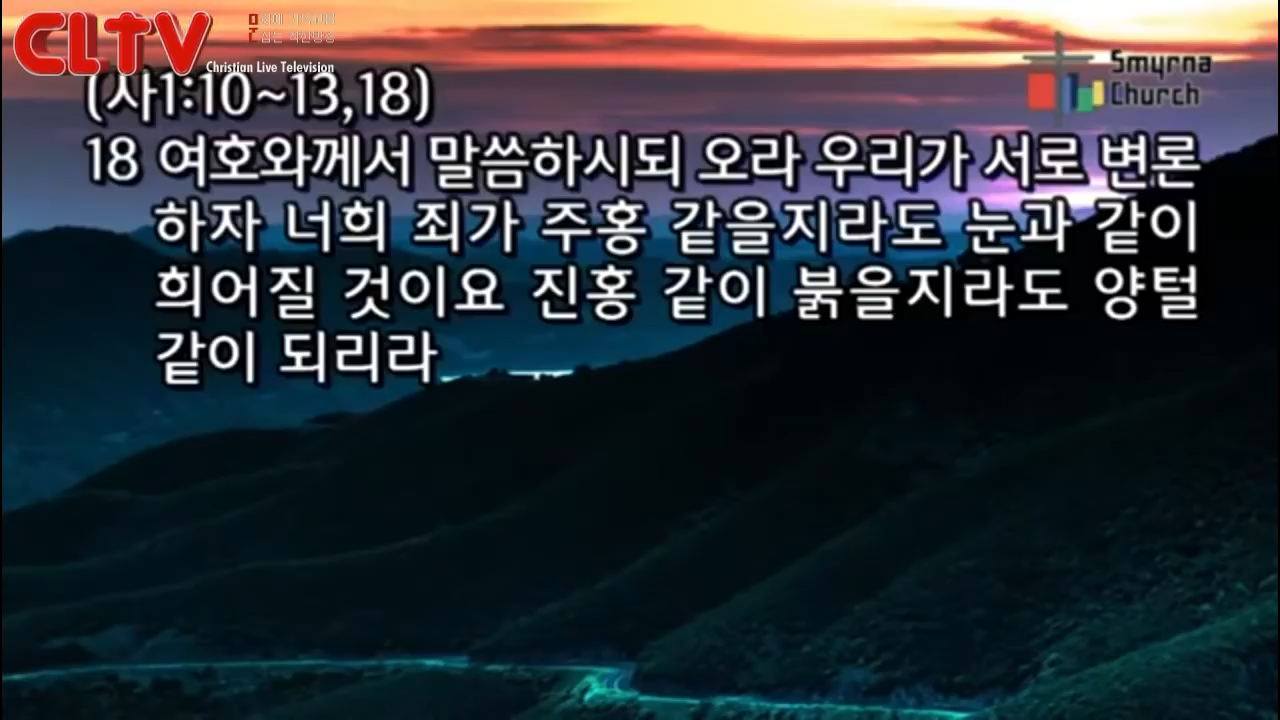 CLTV
Christian Live Television
Smyrna
Church
(사1:10~13,18)
18 여호와께서 말씀하시되 오라 우리가 서로 변론
하자 너희 죄가 주홍 같을지라도 눈과 같이
희어질 것이요 진홍 같이 붉을지라도 양털
같이 되리라